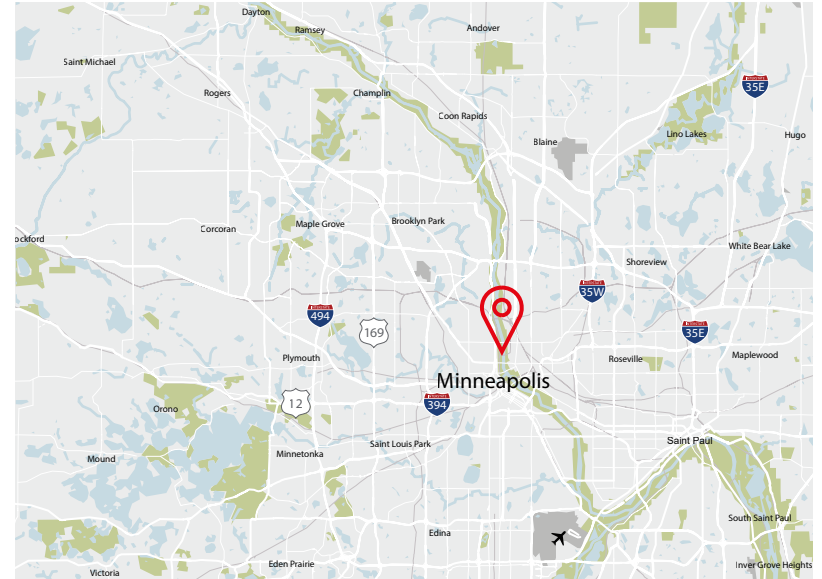 Dayton
Ramsey
Andover
Saint Michael
Rogers
Champlin
35E
Coon Rapids
Blaine
Lino Lakes
Hugo
Corcoran
Maple Grove
Brooklyn Park
ockford
White Bear Lake
Shoreview
35W
494
169
35E
Plymouth
Roseville
Maplewood
Minneapolis
12
394
Orono
Saint Louis Park
Saint Paul
Mound
Minnetonka
South Saint Paul
Edina
Eden Prairie
Inver Grove Heights
Victoria